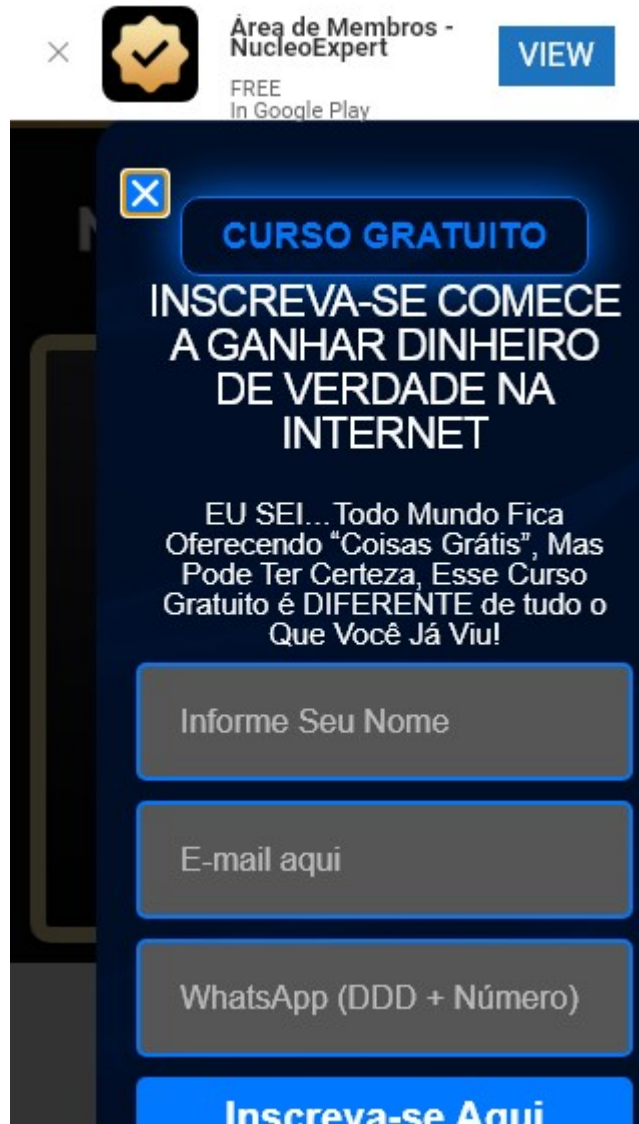 Área de Membros -
NucleoExpert
FREE
In Google Play
VIEW
CURSO GRATUITO
INSCREVA-SE COMECE
A GANHAR DINHEIRO
DE VERDADE NA
INTERNET
EU SEI...Todo Mundo Fica
Oferecendo “Coisas Grátis”, Mas
Pode Ter Certeza, Esse Curso
Gratuito é DIFERENTE de tudo o
Que Você Já Viu!
Informe Seu Nome
E-mail aqui
WhatsApp (DDD + Número)
Inscreva-se Aqui